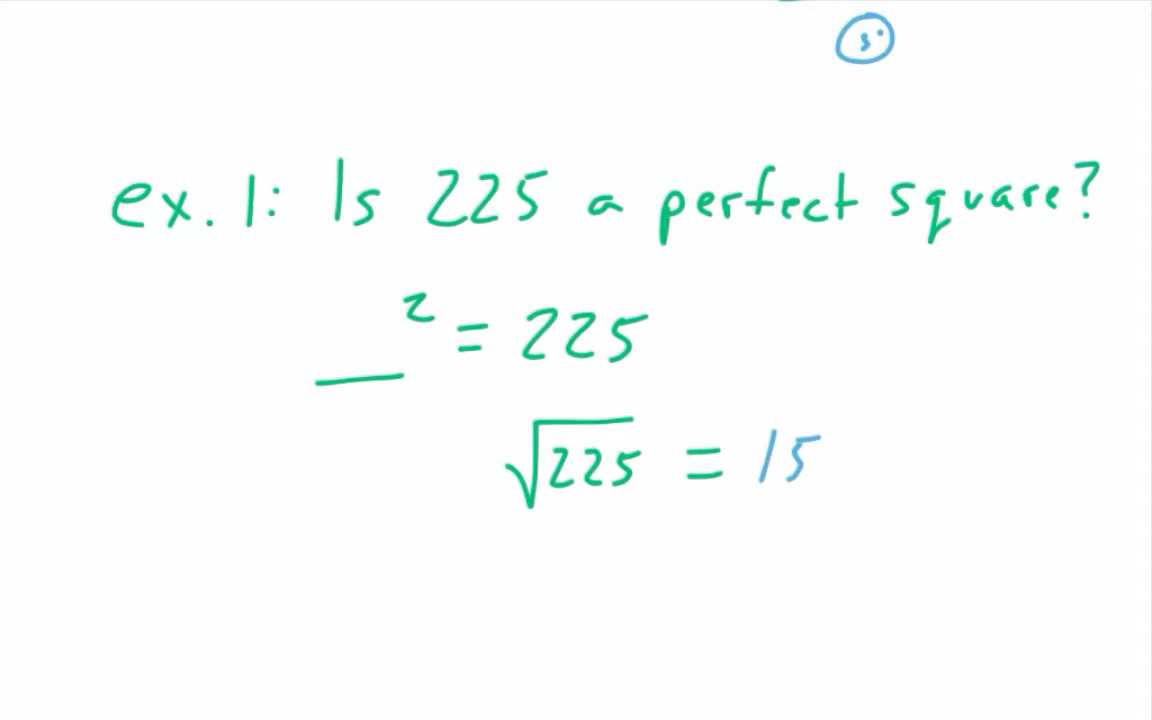 ex. 1: Is 225 a perfect square?
__² = 225
√225 = 15